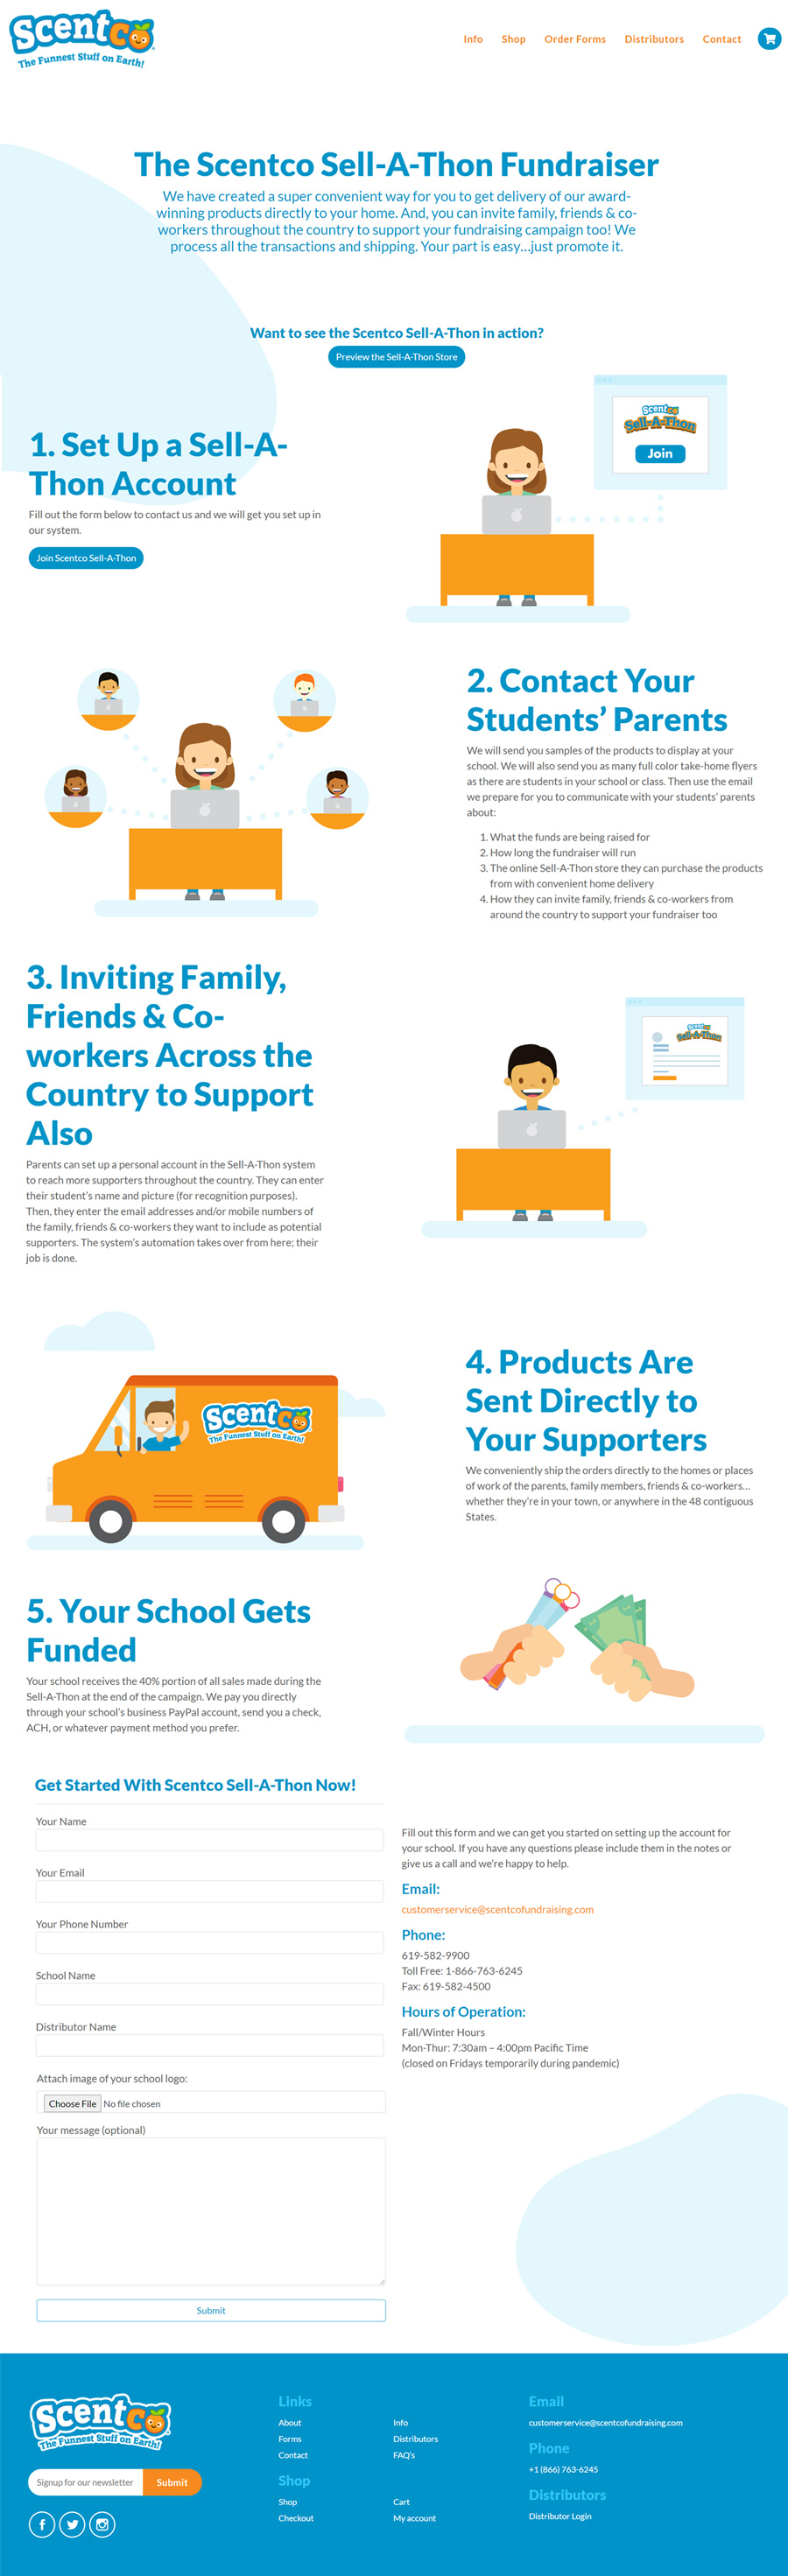 Scentco
The Funnest Stuff on Earth!
Info Shop Order Forms Distributors Contact
The Scentco Sell-A-Thon Fundraiser
We have created a super convenient way for you to get delivery of our award-
winning products directly to your home. And, you can invite family, friends & co-
workers throughout the country to support your fundraising campaign too! We
process all the transactions and shipping. Your part is easy...just promote it.
Want to see the Scentco Sell-A-Thon in action?
Preview the Sell-A-Thon Store
Scentco
Sell-A-Thon
Join
1. Set Up a Sell-A-
Thon Account
Fill out the form below to contact us and we will get you set up in
our system.
Join Scentco Sell-A-Thon
2. Contact Your
Students' Parents
We will send you samples of the products to display at your
school. We will also send you as many full color take-home flyers
as there are students in your school or class. Then use the email
we prepare for you to communicate with your students' parents
about:
1. What the funds are being raised for
2. How long the fundraiser will run
3. The online Sell-A-Thon store they can purchase the products
from with convenient home delivery
4. How they can invite family, friends & co-workers from
around the country to support your fundraiser too
3. Inviting Family,
Friends & Co-
workers Across the
Country to Support
Also
Parents can set up a personal account in the Sell-A-Thon system
to reach more supporters throughout the country. They can enter
their student's name and picture (for recognition purposes).
Then, they enter the email addresses and/or mobile numbers of
the family, friends & co-workers they want to include as potential
supporters. The system's automation takes over from here; their
job is done.
Scentco
Sell-A-Thon
Scentco
The Funnest Stuff on Earth!
4. Products Are
Sent Directly to
Your Supporters
We conveniently ship the orders directly to the homes or places
of work of the parents, family members, friends & co-workers...
whether they're in your town, or anywhere in the 48 contiguous
States.
5. Your School Gets
Funded
Your school receives the 40% portion of all sales made during the
Sell-A-Thon at the end of the campaign. We pay you directly
through your school's business PayPal account, send you a check,
ACH, or whatever payment method you prefer.
Get Started With Scentco Sell-A-Thon Now!
Your Name
Your Email
Your Phone Number
School Name
Distributor Name
Attach image of your school logo:
Choose File No file chosen
Your message (optional)
Submit
Fill out this form and we can get you started on setting up the account for
your school. If you have any questions please include them in the notes or
give us a call and we're happy to help.
Email:
customerservice@scentcofundraising.com
Phone:
619-582-9900
Toll Free: 1-866-763-6245
Fax: 619-582-4500
Hours of Operation:
Fall/Winter Hours
Mon-Thur: 7:30am – 4:00pm Pacific Time
(closed on Fridays temporarily during pandemic)
Scentco
The Funnest Stuff on Earth!
Signup for our newsletter Submit
Links
About Info
Forms Distributors
Contact FAQ's
Shop
Shop Cart
Checkout My account
Email
customerservice@scentcofundraising.com
Phone
+1 (866) 763-6245
Distributors
Distributor Login